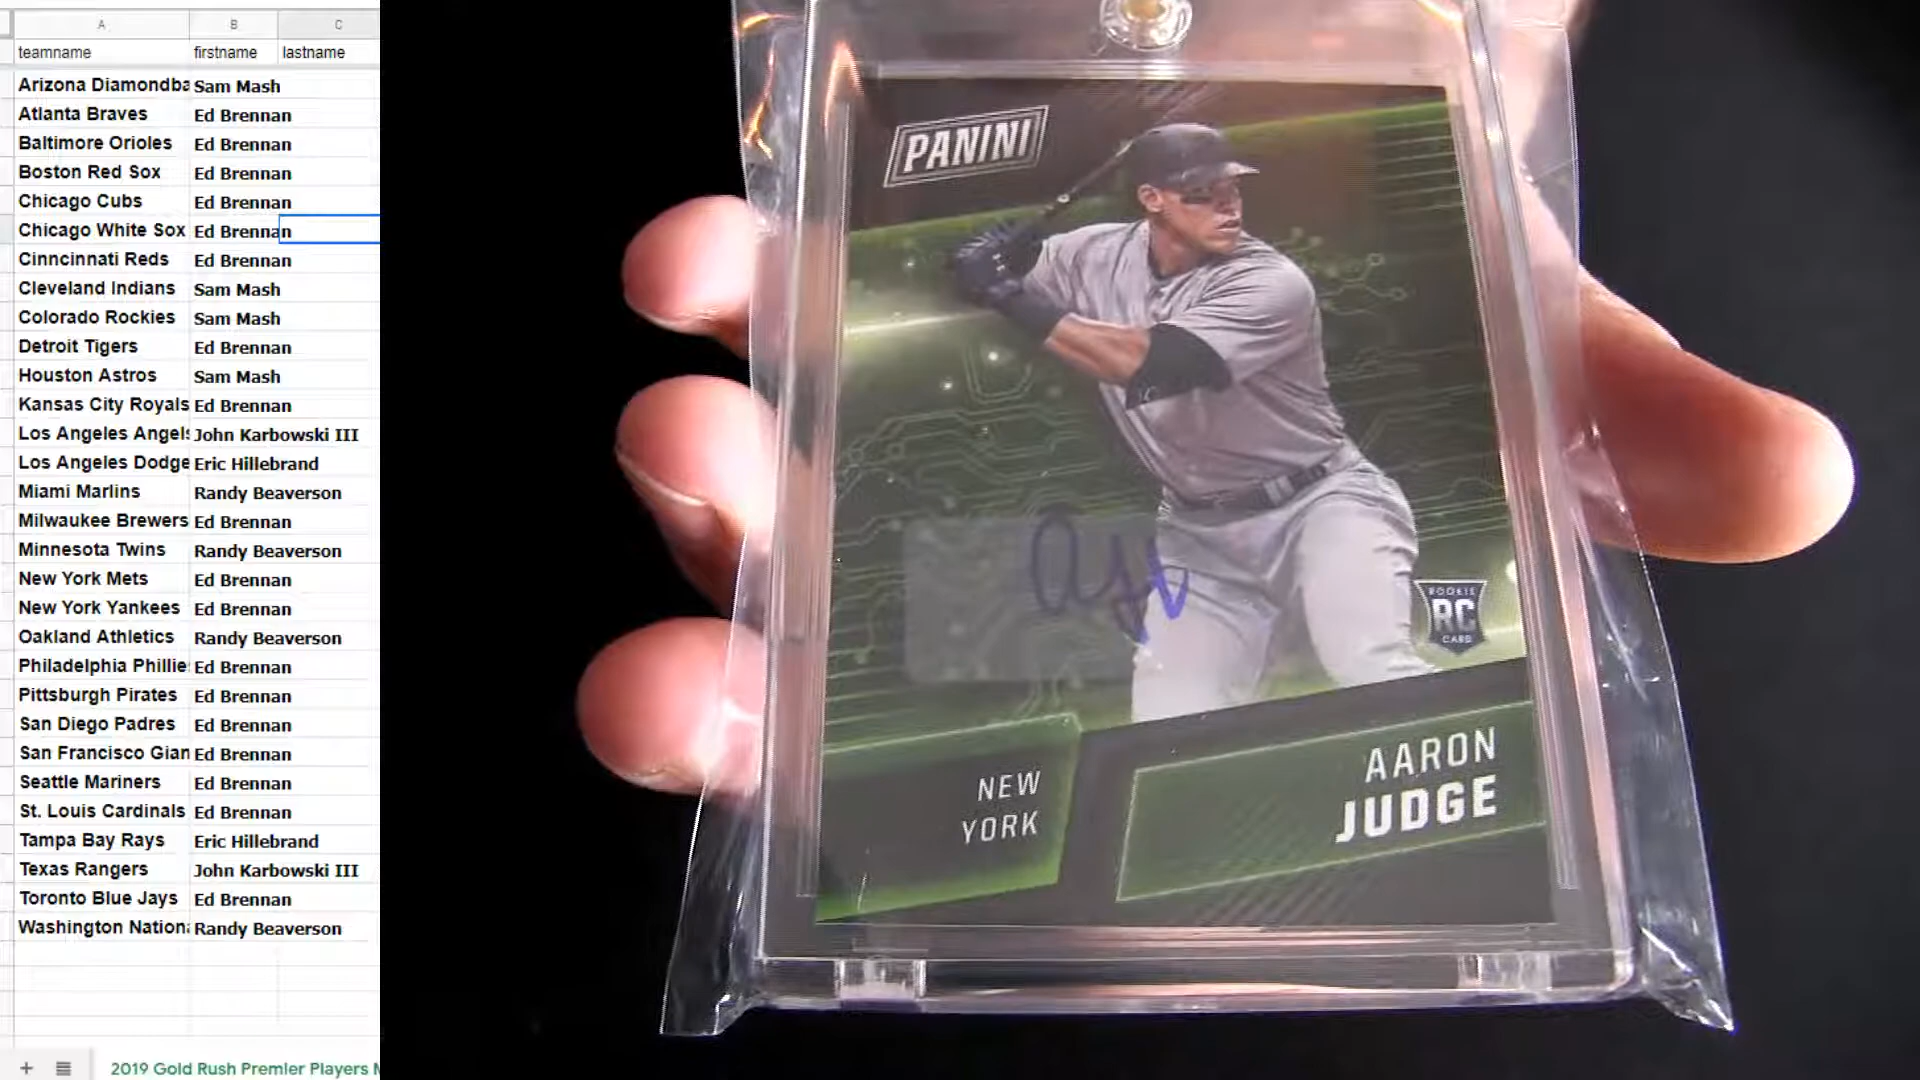 A B C
teamname firstname lastname
Arizona Diamondba Sam Mash
Atlanta Braves Ed Brennan
Baltimore Orioles Ed Brennan
Boston Red Sox Ed Brennan
Chicago Cubs Ed Brennan
Chicago White Sox Ed Brennan
Cinncinnati Reds Ed Brennan
Cleveland Indians Sam Mash
Colorado Rockies Sam Mash
Detroit Tigers Ed Brennan
Houston Astros Sam Mash
Kansas City Royals Ed Brennan
Los Angeles Angels John Karbowski III
Los Angeles Dodge Eric Hillebrand
Miami Marlins Randy Beaverson
Milwaukee Brewers Ed Brennan
Minnesota Twins Randy Beaverson
New York Mets Ed Brennan
New York Yankees Ed Brennan
Oakland Athletics Randy Beaverson
Philadelphia Phillie Ed Brennan
Pittsburgh Pirates Ed Brennan
San Diego Padres Ed Brennan
San Francisco Gian Ed Brennan
Seattle Mariners Ed Brennan
St. Louis Cardinals Ed Brennan
Tampa Bay Rays Eric Hillebrand
Texas Rangers John Karbowski III
Toronto Blue Jays Ed Brennan
Washington Nationa Randy Beaverson
2019 Gold Rush Premier Players
PANINI
ROOKIE
RC
CARD
NEW
YORK
AARON
JUDGE